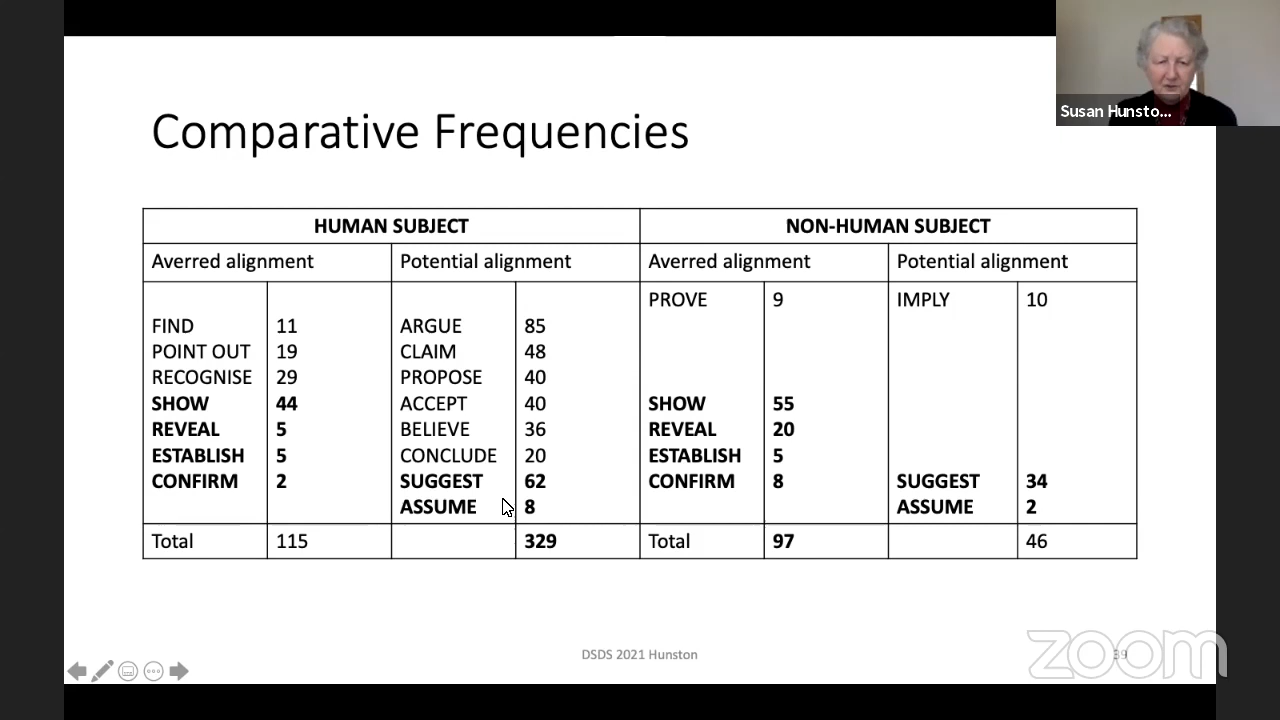 Susan Hunsto...
Comparative Frequencies
HUMAN SUBJECT NON-HUMAN SUBJECT
Averred alignment Potential alignment Averred alignment Potential alignment
PROVE 9 IMPLY 10
FIND 11 ARGUE 85
POINT OUT 19 CLAIM 48
RECOGNISE 29 PROPOSE 40
SHOW 44 ACCEPT 40 SHOW 55
REVEAL 5 BELIEVE 36 REVEAL 20
ESTABLISH 5 CONCLUDE 20 ESTABLISH 5
CONFIRM 2 SUGGEST 62 CONFIRM 8 SUGGEST 34
ASSUME 8 ASSUME 2
Total 115 329 Total 97 46
DSDS 2021 Hunston
zoom 39